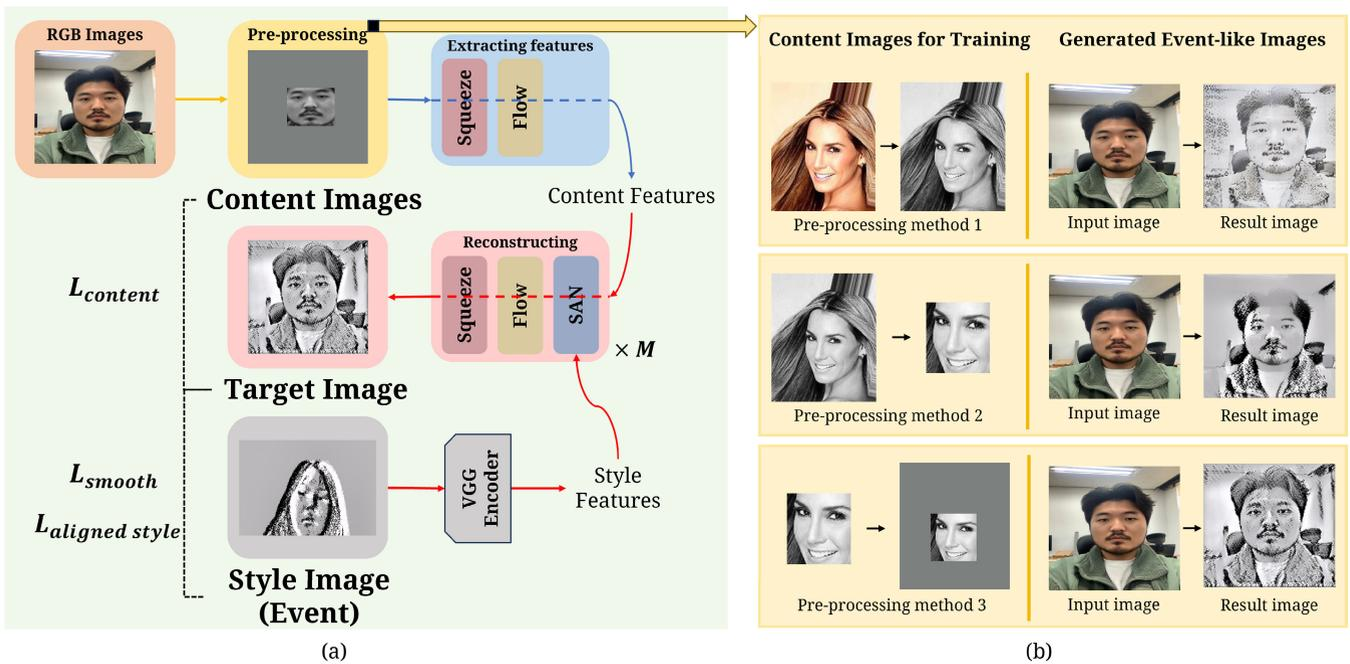 RGB Images
Pre-processing
Extracting features
Squeeze
Flow
Content Images
Content Features
Reconstructing
Squeeze
Flow
SAN
× M
L_content
Target Image
L_smooth
L_aligned style
VGG
Encoder
Style
Features
Style Image
(Event)
(a)
Content Images for Training
Generated Event-like Images
Pre-processing method 1
Input image
Result image
Pre-processing method 2
Input image
Result image
Pre-processing method 3
Input image
Result image
(b)